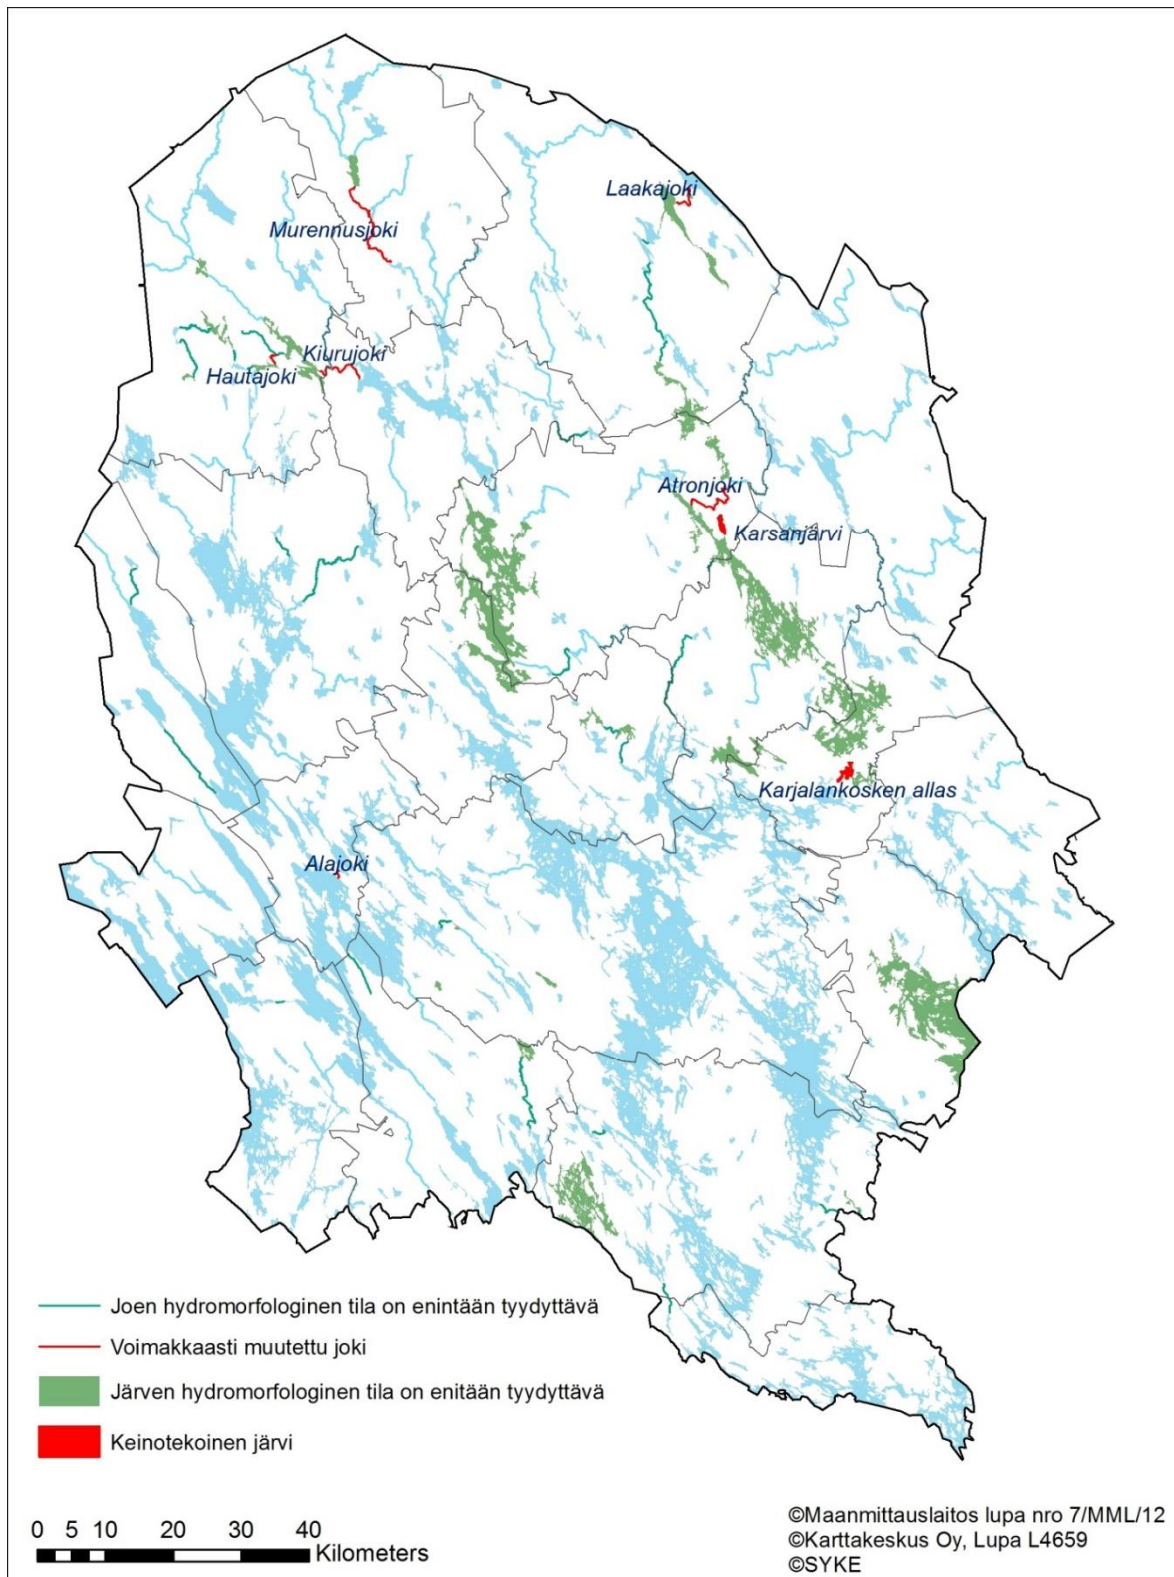 Laakajoki
Murennusjoki
Kiurujoki
Hautajoki
Atronjoki
Karsanjärvi
Karjalankosken allas
Alajoki
Joen hydromorfologinen tila on enintään tyydyttävä
Voimakkaasti muutettu joki
Järven hydromorfologinen tila on enitään tyydyttävä
Keinotekoinen järvi
0 5 10 20 30 40
Kilometers
©Maanmittauslaitos lupa nro 7/MML/12
©Karttakeskus Oy, Lupa L4659
©SYKE